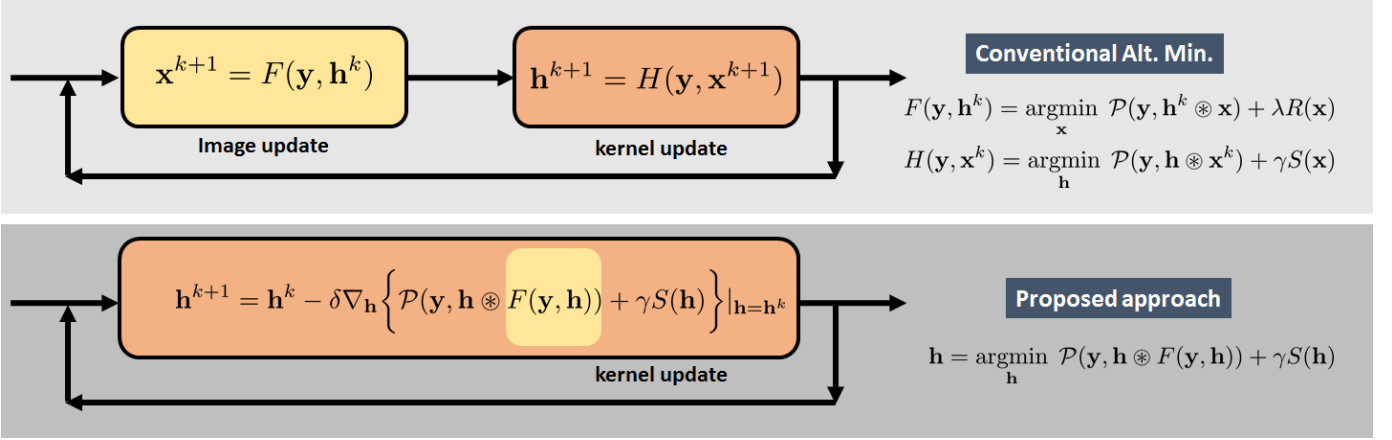 𝐱^{k+1} = F(𝐲, 𝐡^k)
Image update
𝐡^{k+1} = H(𝐲, 𝐱^{k+1})
kernel update
Conventional Alt. Min.
F(𝐲, 𝐡^k) = argmin_𝐱 𝒫(𝐲, 𝐡^k ⊛ 𝐱) + λR(𝐱)
H(𝐲, 𝐱^k) = argmin_𝐡 𝒫(𝐲, 𝐡 ⊛ 𝐱^k) + γS(𝐱)
𝐡^{k+1} = 𝐡^k − δ∇_𝐡{𝒫(𝐲, 𝐡 ⊛ F(𝐲, 𝐡)) + γS(𝐡)}|_{𝐡=𝐡^k}
kernel update
Proposed approach
𝐡 = argmin_𝐡 𝒫(𝐲, 𝐡 ⊛ F(𝐲, 𝐡)) + γS(𝐡)